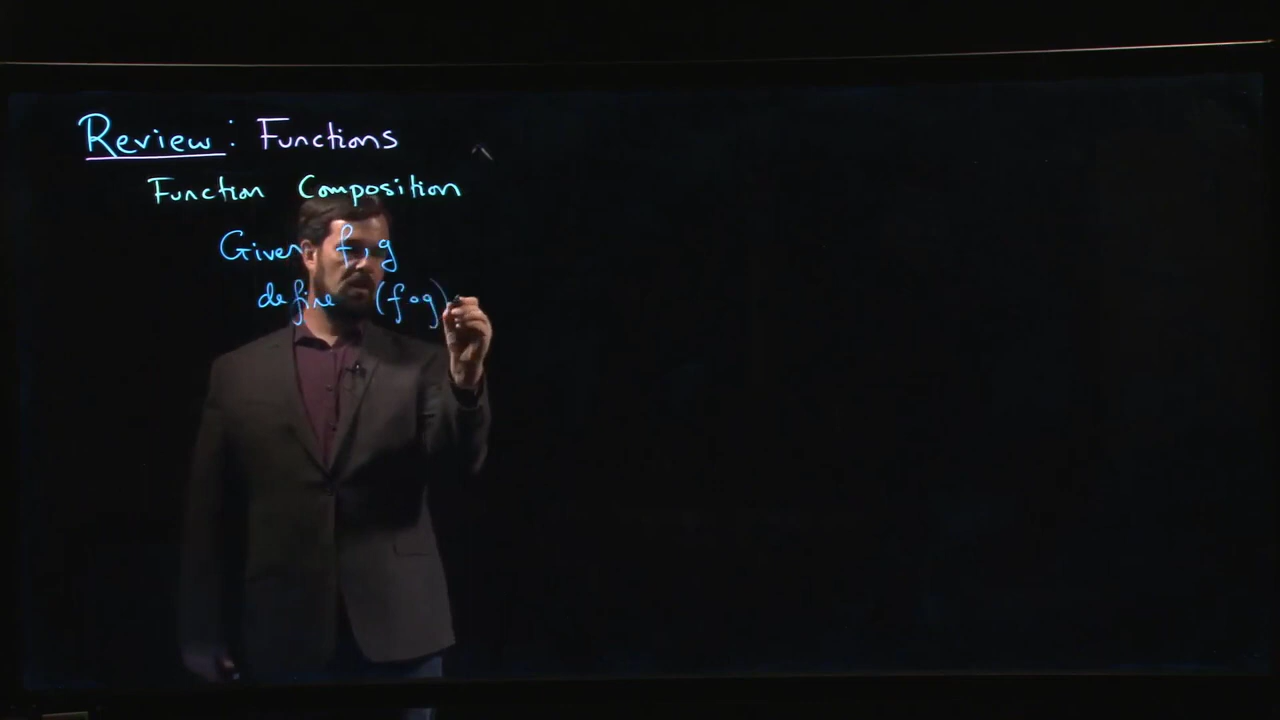 Review: Functions
Function Composition
Given f, g
define (f∘g)